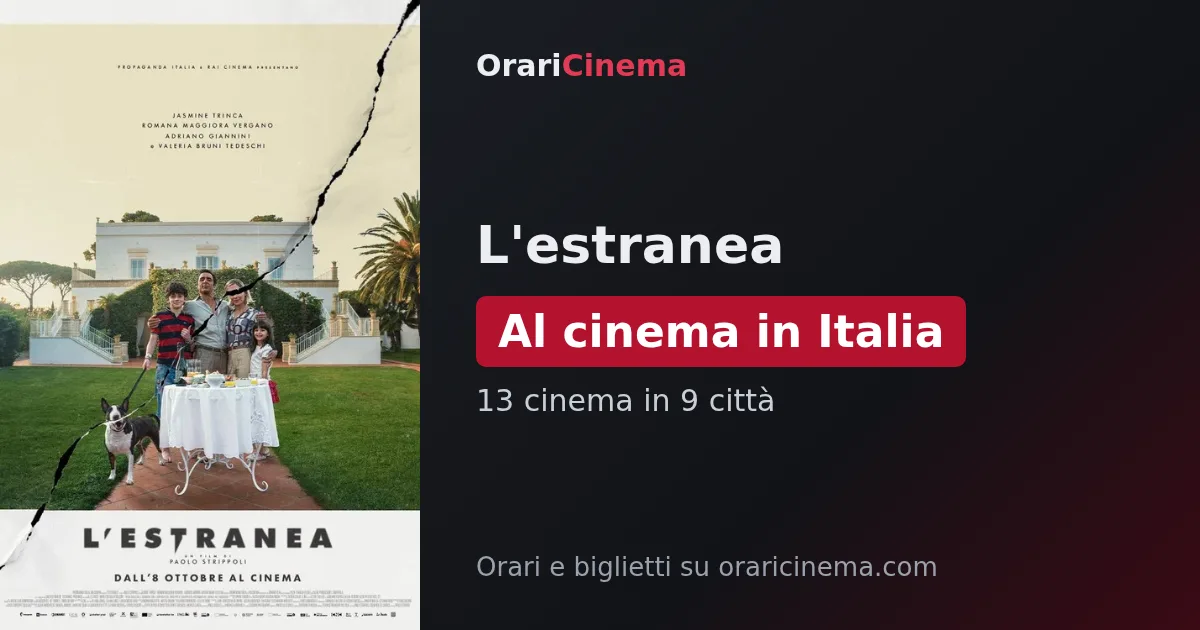 PROPAGANDA ITALIA e RAI CINEMA PRESENTANO
JASMINE TRINCA
ROMANA MAGGIORA VERGANO
ADRIANO GIANNINI
e VALERIA BRUNI TEDESCHI
L'ESTRANEA
UN FILM DI
PAOLO STRIPPOLI
DALL'8 OTTOBRE AL CINEMA
OrariCinema
L'estranea
Al cinema in Italia
13 cinema in 9 città
Orari e biglietti su oraricinema.com